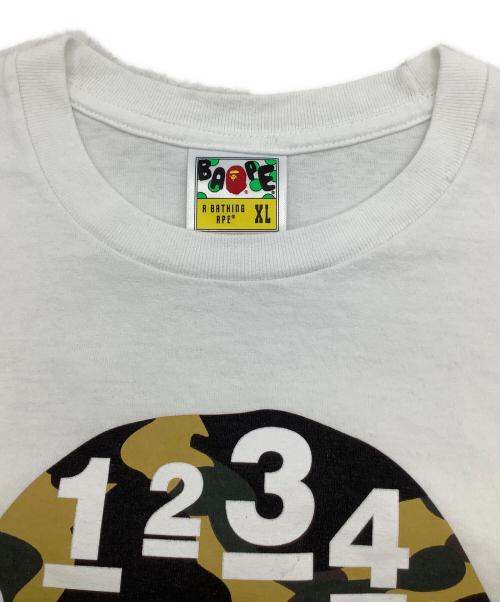 BAPE
A BATHING
APE® XL
1 2 3 4